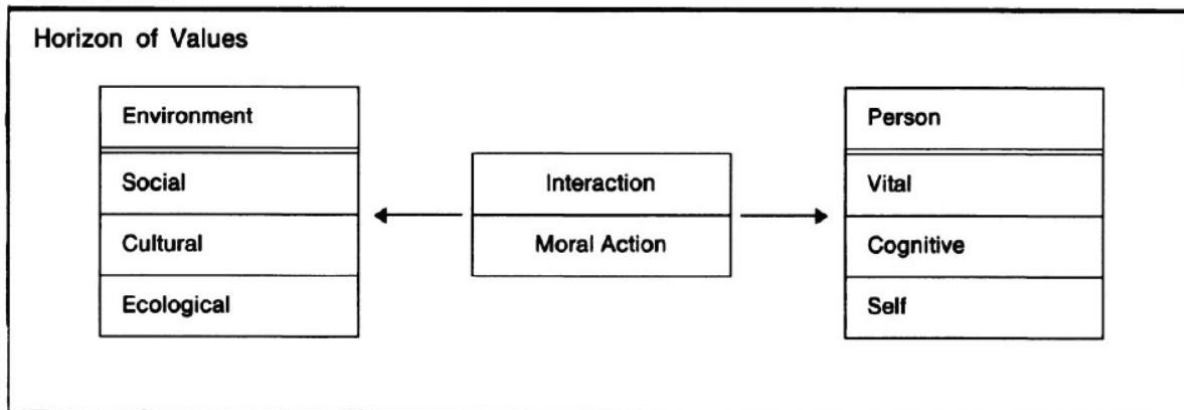 Horizon of Values
Environment
Social
Cultural
Ecological
Interaction
Moral Action
Person
Vital
Cognitive
Self